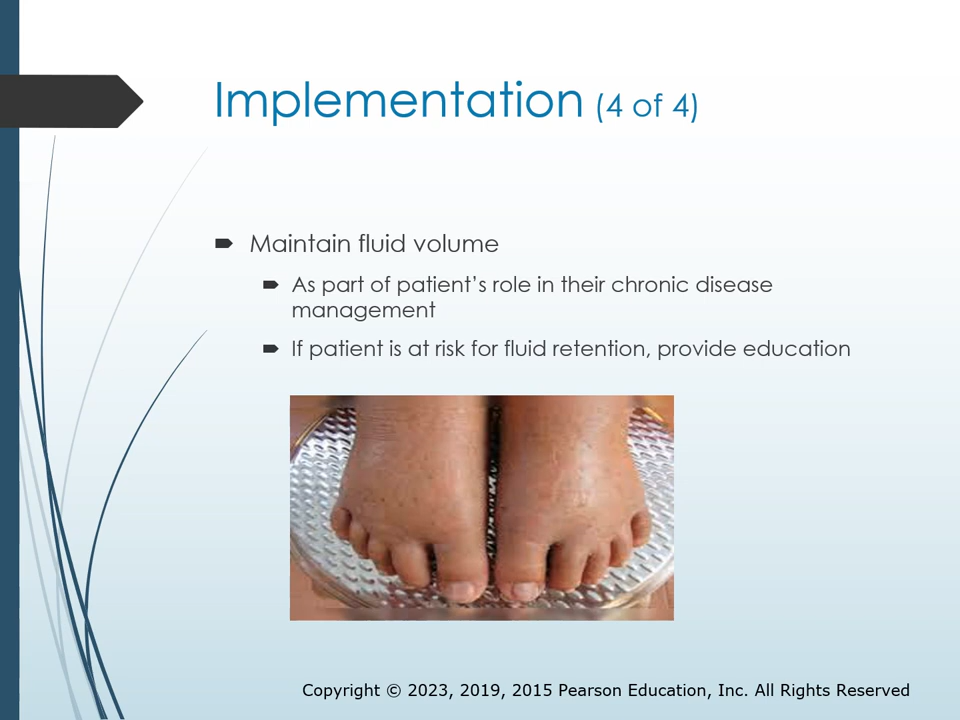 Implementation (4 of 4)
Maintain fluid volume
As part of patient’s role in their chronic disease
management
If patient is at risk for fluid retention, provide education
Copyright © 2023, 2019, 2015 Pearson Education, Inc. All Rights Reserved